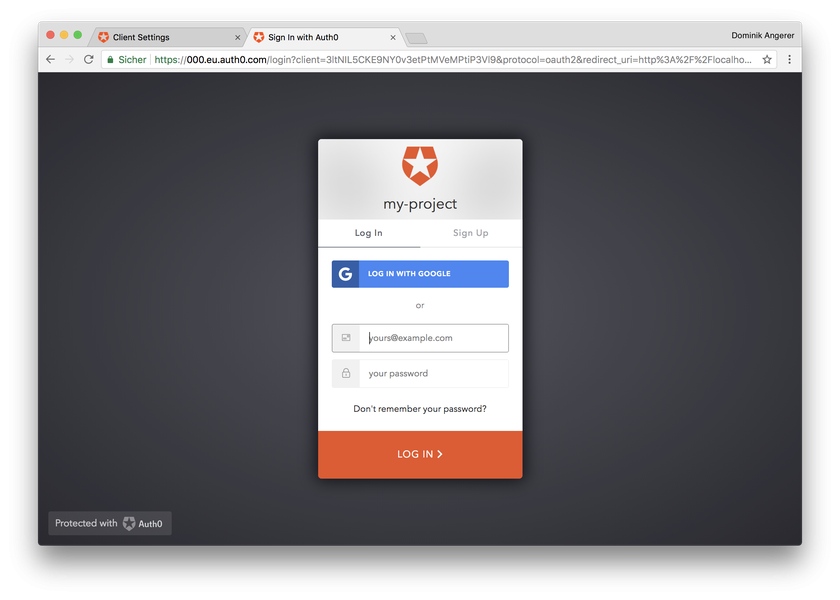 Client Settings
Sign In with Auth0
Dominik Angerer
Sicher
https://000.eu.auth0.com/login?client=3ltNIL5CKE9NY0v3etPtMVeMPtiP3Vl9&protocol=oauth2&redirect_uri=http%3A%2F%2Flocalho...
my-project
Log In
Sign Up
G
LOG IN WITH GOOGLE
or
yours@example.com
your password
Don't remember your password?
LOG IN
Protected with Auth0